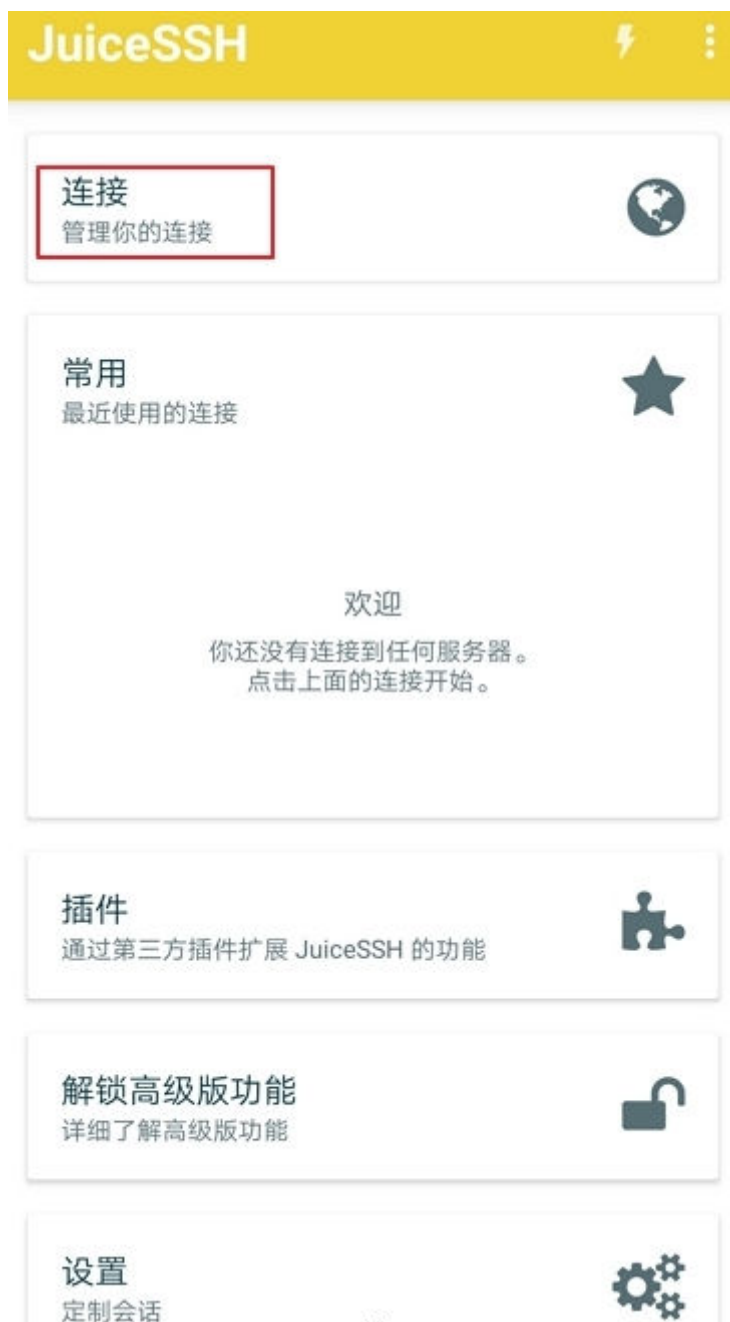 JuiceSSH
连接
管理你的连接
常用
最近使用的连接
欢迎
你还没有连接到任何服务器。
点击上面的连接开始。
插件
通过第三方插件扩展 JuiceSSH 的功能
解锁高级版功能
详细了解高级版功能
设置
定制会话